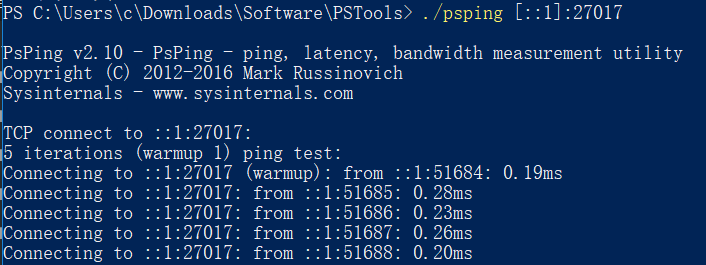 PS C:\Users\c\Downloads\Software\PSTools> ./psping [::1]:27017
PsPing v2.10 - PsPing - ping, latency, bandwidth measurement utility
Copyright (C) 2012-2016 Mark Russinovich
Sysinternals - www.sysinternals.com
TCP connect to ::1:27017:
5 iterations (warmup 1) ping test:
Connecting to ::1:27017 (warmup): from ::1:51684: 0.19ms
Connecting to ::1:27017: from ::1:51685: 0.28ms
Connecting to ::1:27017: from ::1:51686: 0.23ms
Connecting to ::1:27017: from ::1:51687: 0.26ms
Connecting to ::1:27017: from ::1:51688: 0.20ms